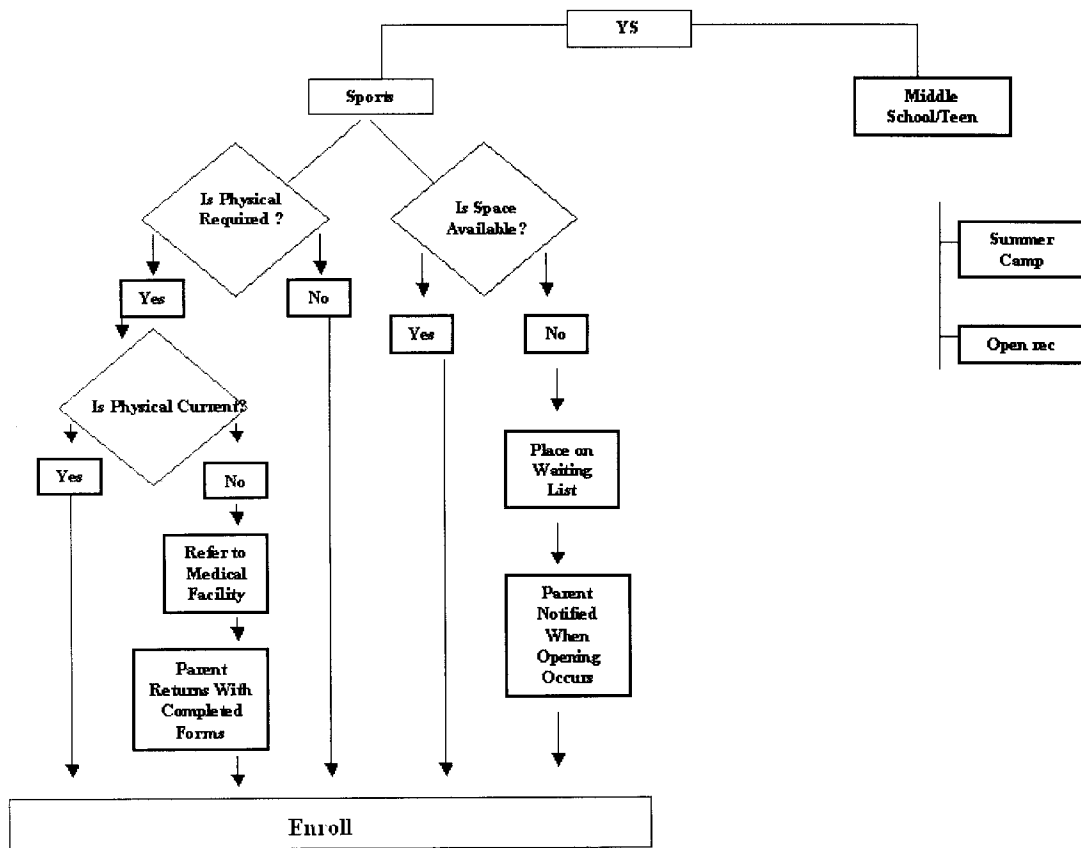 YS
Sports
Middle
School/Teen
Is Physical
Required ?
Is Space
Available?
Summer
Camp
Yes
No
Yes
No
Open rec
Is Physical Current?
Yes
No
Place on
Waiting
List
Refer to
Medical
Facility
Parent
Notified
When
Opening
Occurs
Parent
Returns With
Completed
Forms
Enroll